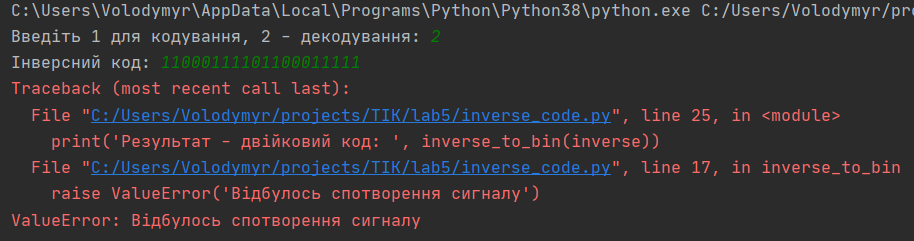 C:\Users\Volodymyr\AppData\Local\Programs\Python\Python38\python.exe C:/Users/Volodymyr/pro
Введіть 1 для кодування, 2 - декодування: 2
Інверсний код: 11000111101100011111
Traceback (most recent call last):
File "C:/Users/Volodymyr/projects/ТІК/lab5/inverse_code.py", line 25, in <module>
print('Результат - двійковий код: ', inverse_to_bin(inverse))
File "C:/Users/Volodymyr/projects/ТІК/lab5/inverse_code.py", line 17, in inverse_to_bin
raise ValueError('Відбулось спотворення сигналу')
ValueError: Відбулось спотворення сигналу